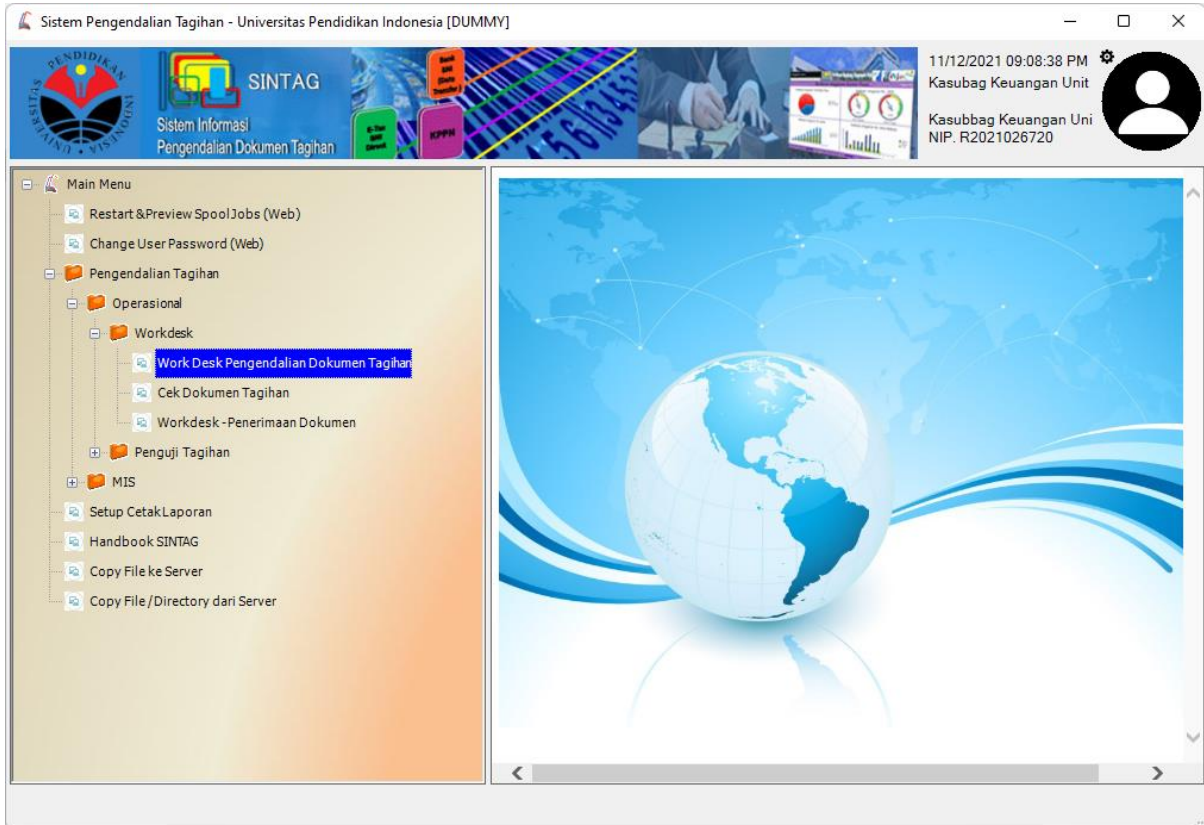 Sistem Pengendalian Tagihan - Universitas Pendidikan Indonesia [DUMMY]
UNIVERSITAS PENDIDIKAN INDONESIA
SINTAG
Sistem Informasi
Pengendalian Dokumen Tagihan
KPPN
11/12/2021 09:08:38 PM
Kasubag Keuangan Unit
Kasubbag Keuangan Uni
NIP. R2021026720
Main Menu
Restart &Preview Spool Jobs (Web)
Change User Password (Web)
Pengendalian Tagihan
Operasional
Workdesk
Work Desk Pengendalian Dokumen Tagihan
Cek Dokumen Tagihan
Workdesk - Penerimaan Dokumen
Penguji Tagihan
MIS
Setup Cetak Laporan
Handbook SINTAG
Copy File ke Server
Copy File /Directory dari Server